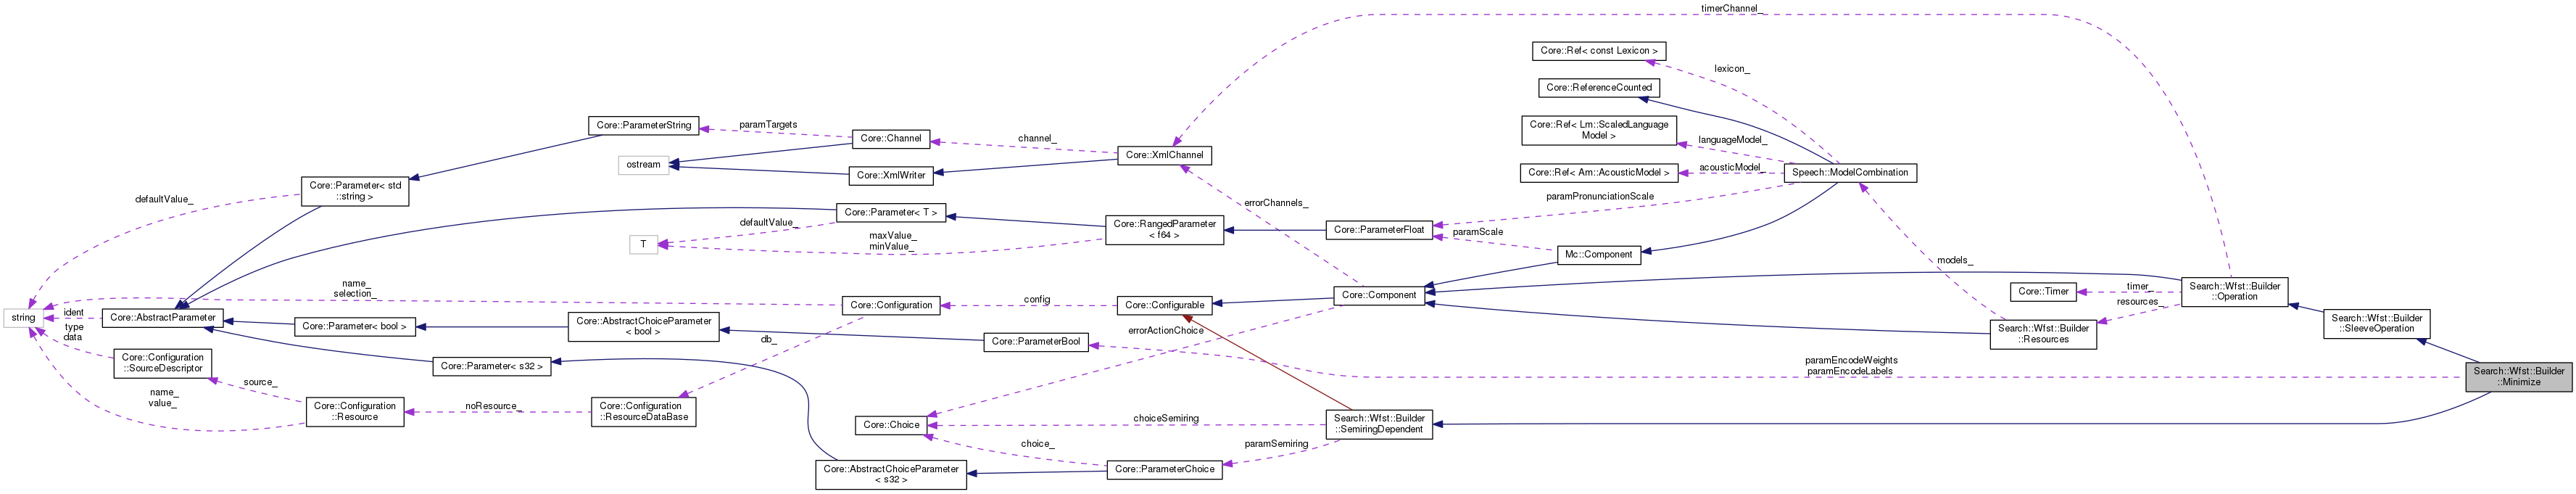 timerChannel_
Core::Ref< const Lexicon >
lexicon_
Core::ReferenceCounted
Core::ParameterString
paramTargets
Core::Channel
channel_
Core::Ref< Lm::ScaledLanguage
Model >
languageModel_
ostream
Core::XmlWriter
Core::XmlChannel
Core::Ref< Am::AcousticModel >
acousticModel_
Speech::ModelCombination
Core::Parameter< std
::string >
defaultValue_
errorChannels_
paramPronunciationScale
Core::Parameter< T >
defaultValue_
T
maxValue_
minValue_
Core::RangedParameter
< f64 >
Core::ParameterFloat
paramScale
Mc::Component
models_
name_
selection_
string
ident
Core::AbstractParameter
Core::Configuration
config
Core::Configurable
Core::Component
Core::Timer
timer_
resources_
Search::Wfst::Builder
::Operation
type
data
Core::Parameter< bool >
Core::AbstractChoiceParameter
< bool >
db_
Core::ParameterBool
errorActionChoice
Search::Wfst::Builder
::Resources
Search::Wfst::Builder
::SleeveOperation
Core::Configuration
::SourceDescriptor
Core::Parameter< s32 >
paramEncodeWeights
paramEncodeLabels
Search::Wfst::Builder
::Minimize
name_
value_
source_
Core::Configuration
::Resource
noResource_
Core::Configuration
::ResourceDataBase
Core::Choice
choiceSemiring
Search::Wfst::Builder
::SemiringDependent
choice_
paramSemiring
Core::AbstractChoiceParameter
< s32 >
Core::ParameterChoice